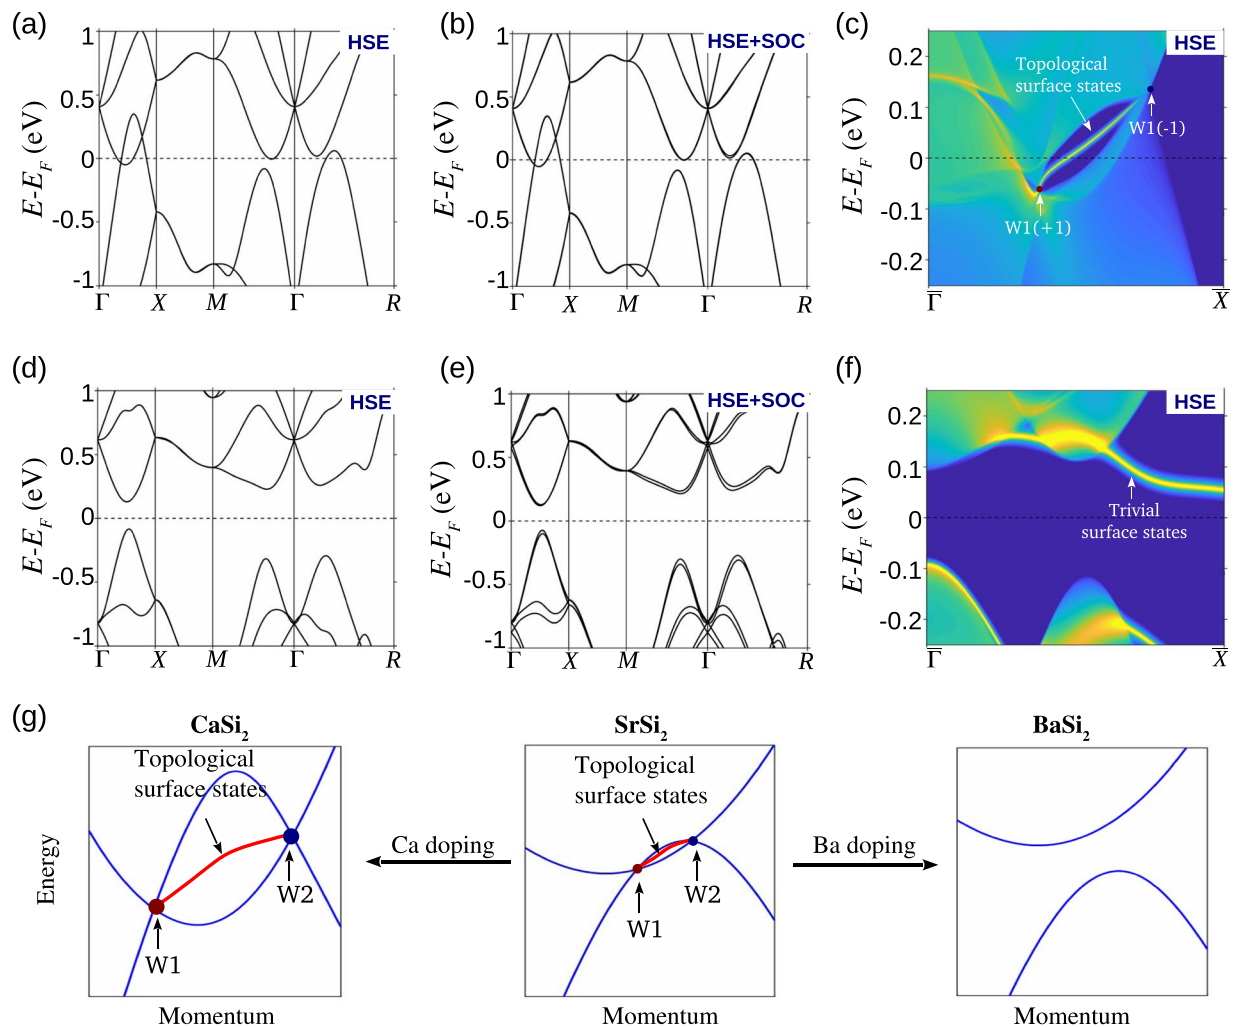 (a)
HSE
1
0.5
0
-0.5
-1
E-E_F (eV)
Γ X M Γ R
(b)
HSE+SOC
1
0.5
0
-0.5
-1
E-E_F (eV)
Γ X M Γ R
(c)
HSE
0.2
0.1
0
-0.1
-0.2
E-E_F (eV)
Topological
surface states
W1(-1)
W1(+1)
Γ̅ X̅
(d)
HSE
1
0.5
0
-0.5
-1
E-E_F (eV)
Γ X M Γ R
(e)
HSE+SOC
1
0.5
0
-0.5
-1
E-E_F (eV)
Γ X M Γ R
(f)
HSE
0.2
0.1
0
-0.1
-0.2
E-E_F (eV)
Trivial
surface states
Γ̅ X̅
(g)
CaSi₂
Topological
surface states
W2
W1
Energy
Momentum
Ca doping
SrSi₂
Topological
surface states
W2
W1
Momentum
Ba doping
BaSi₂
Momentum